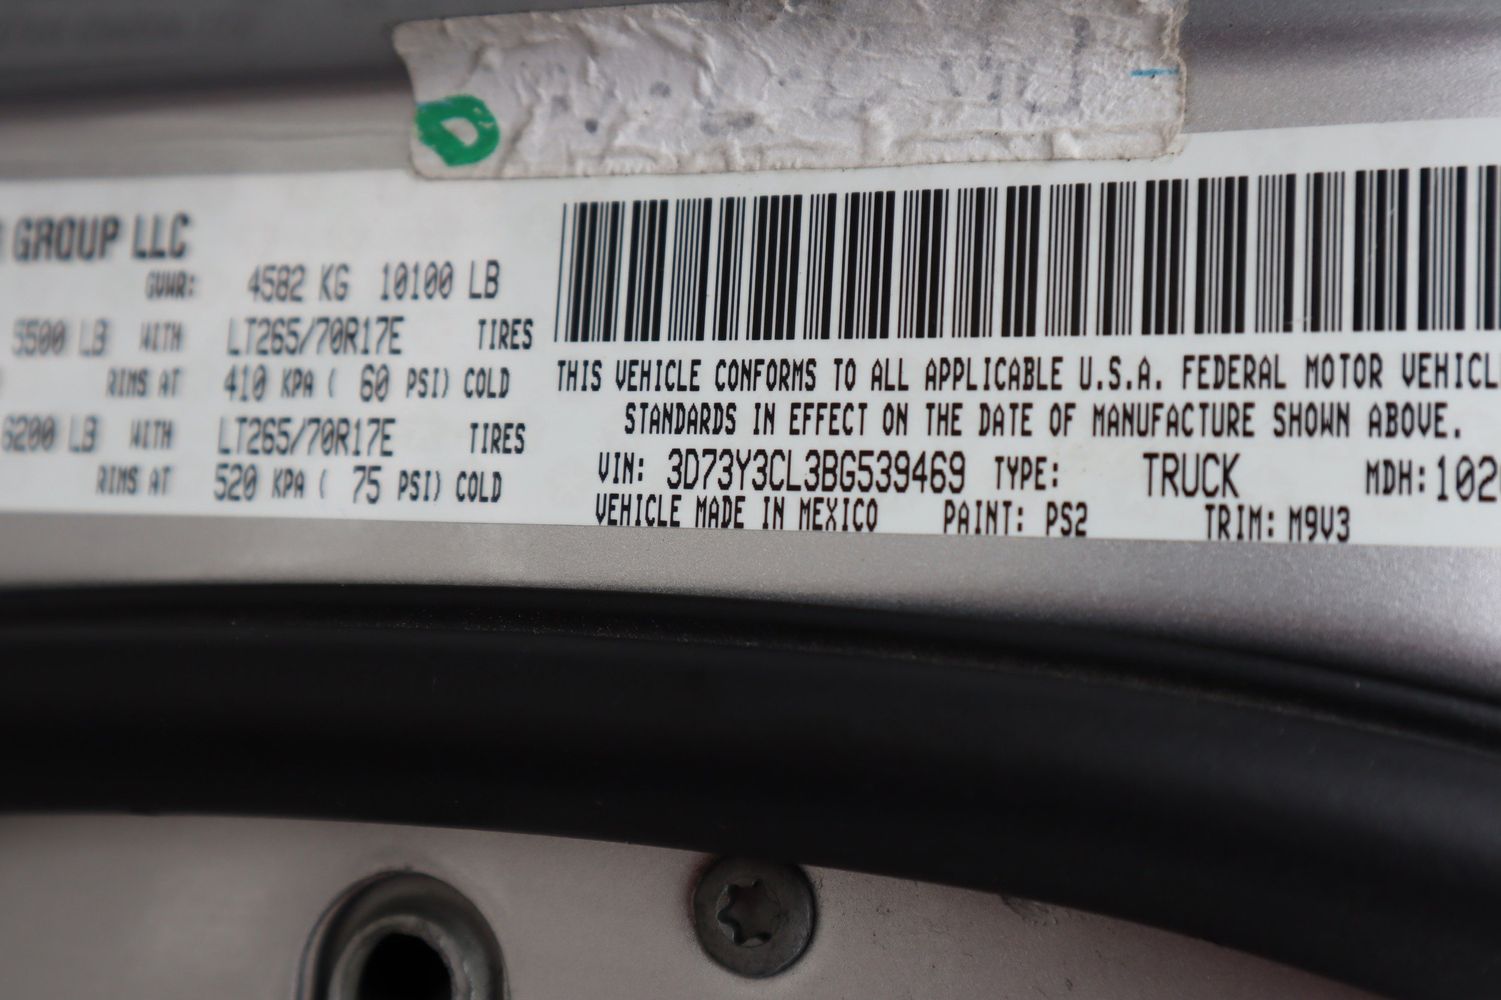 GROUP LLC
GVWR: 4582 KG 10100 LB
5500 LB WITH LT265/70R17E TIRES
RIMS AT 410 KPA ( 60 PSI) COLD
6200 LB WITH LT265/70R17E TIRES
RIMS AT 520 KPA ( 75 PSI) COLD
THIS VEHICLE CONFORMS TO ALL APPLICABLE U.S.A. FEDERAL MOTOR VEHICL
STANDARDS IN EFFECT ON THE DATE OF MANUFACTURE SHOWN ABOVE.
VIN: 3D73Y3CL3BG539469 TYPE: TRUCK MDH: 102
VEHICLE MADE IN MEXICO PAINT: PS2 TRIM: M9V3